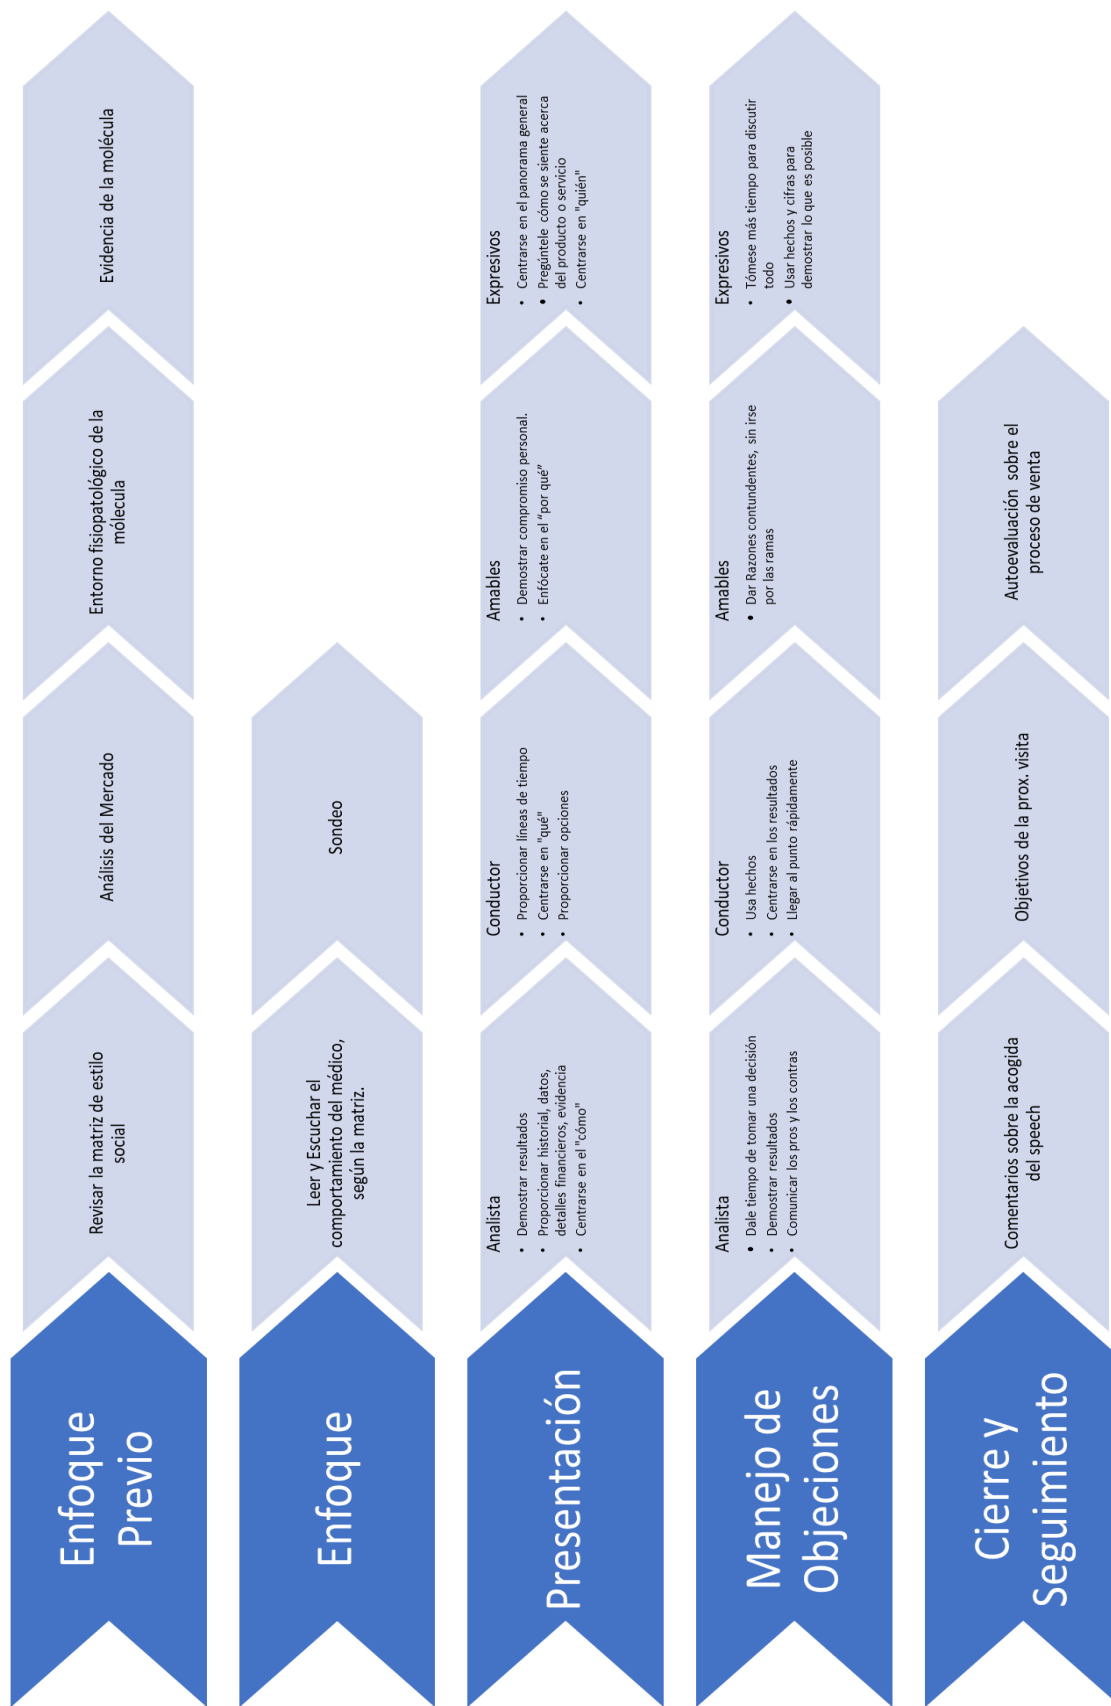 Enfoque
Previo
Revisar la matriz de estilo
social
Análisis del Mercado
Entorno fisiopatológico de la
mólecula
Evidencia de la molécula
Enfoque
Leer y Escuchar el
comportamiento del médico,
según la matriz.
Sondeo
Presentación
Analista
• Demostrar resultados
• Proporcionar historial, datos,
detalles financieros, evidencia
• Centrarse en el "cómo"
Conductor
• Proporcionar líneas de tiempo
• Centrarse en "qué"
• Proporcionar opciones
Amables
• Demostrar compromiso personal.
• Enfócate en el “por qué”
Expresivos
• Centrarse en el panorama general
• Pregúntele cómo se siente acerca
del producto o servicio
• Centrarse en "quién"
Manejo de
Objeciones
Analista
• Dale tiempo de tomar una decisión
• Demostrar resultados
• Comunicar los pros y los contras
Conductor
• Usa hechos
• Centrarse en los resultados
• Llegar al punto rápidamente
Amables
• Dar Razones contundentes, sin irse
por las ramas
Expresivos
• Tómese más tiempo para discutir
todo
• Usar hechos y cifras para
demostrar lo que es posible
Cierre y
Seguimiento
Comentarios sobre la acogida
del speech
Objetivos de la prox. visita
Autoevaluación sobre el
proceso de venta